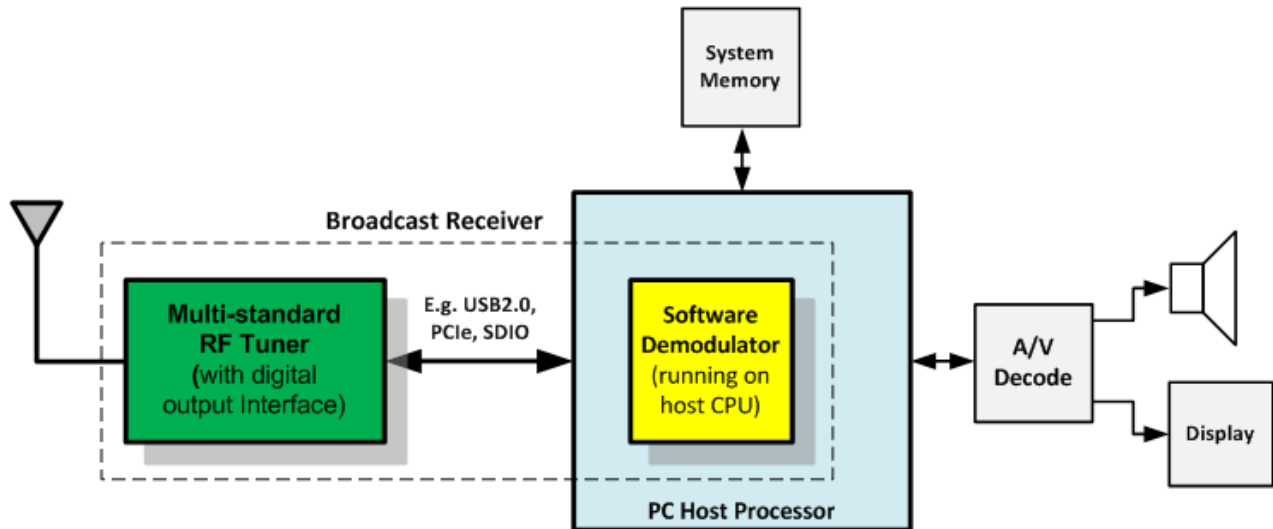 System
Memory
Broadcast Receiver
Multi-standard
RF Tuner
(with digital
output Interface)
E.g. USB2.0,
PCIe, SDIO
Software
Demodulator
(running on
host CPU)
A/V
Decode
Display
PC Host Processor